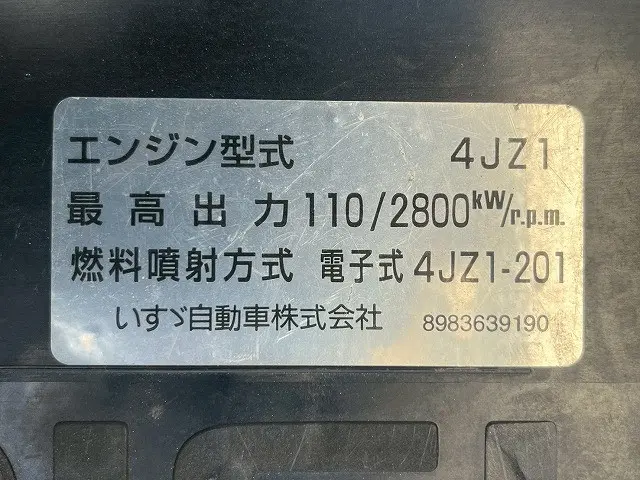 エンジン型式 4JZ1
最高出力 110/2800kW/r.p.m.
燃料噴射方式 電子式 4JZ1-201
いすゞ自動車株式会社 8983639190